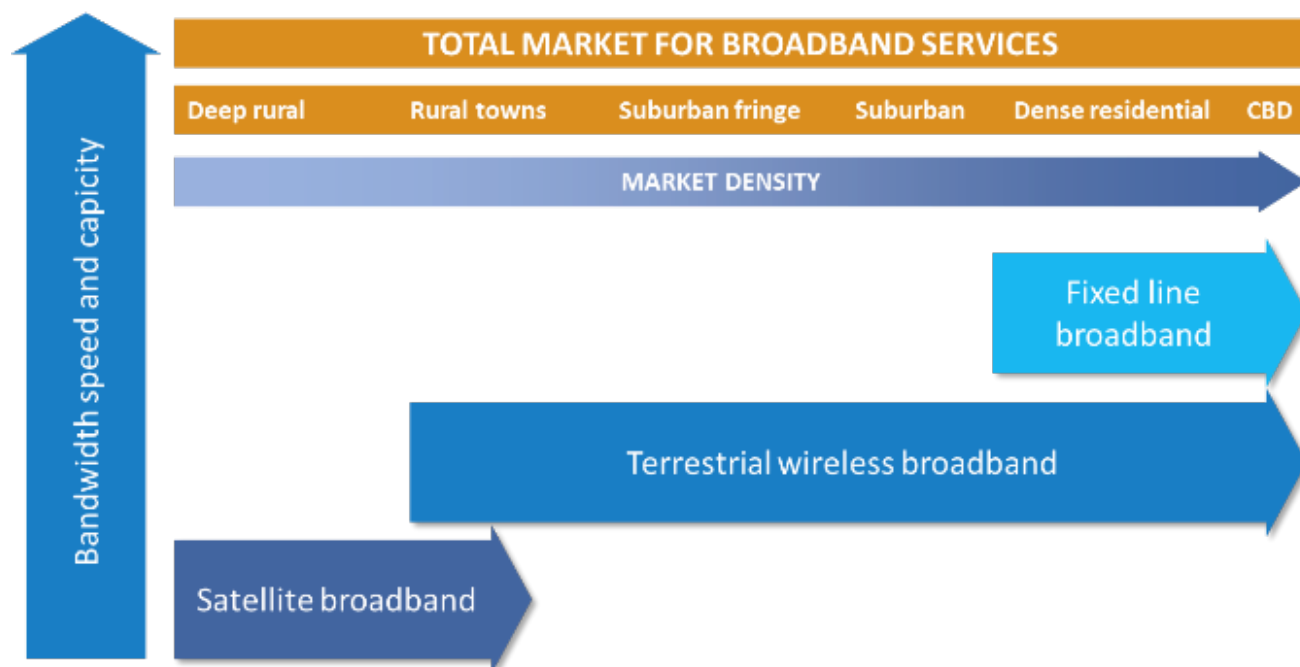 TOTAL MARKET FOR BROADBAND SERVICES
Deep rural Rural towns Suburban fringe Suburban Dense residential CBD
MARKET DENSITY
Bandwidth speed and capicity
Fixed line
broadband
Terrestrial wireless broadband
Satellite broadband